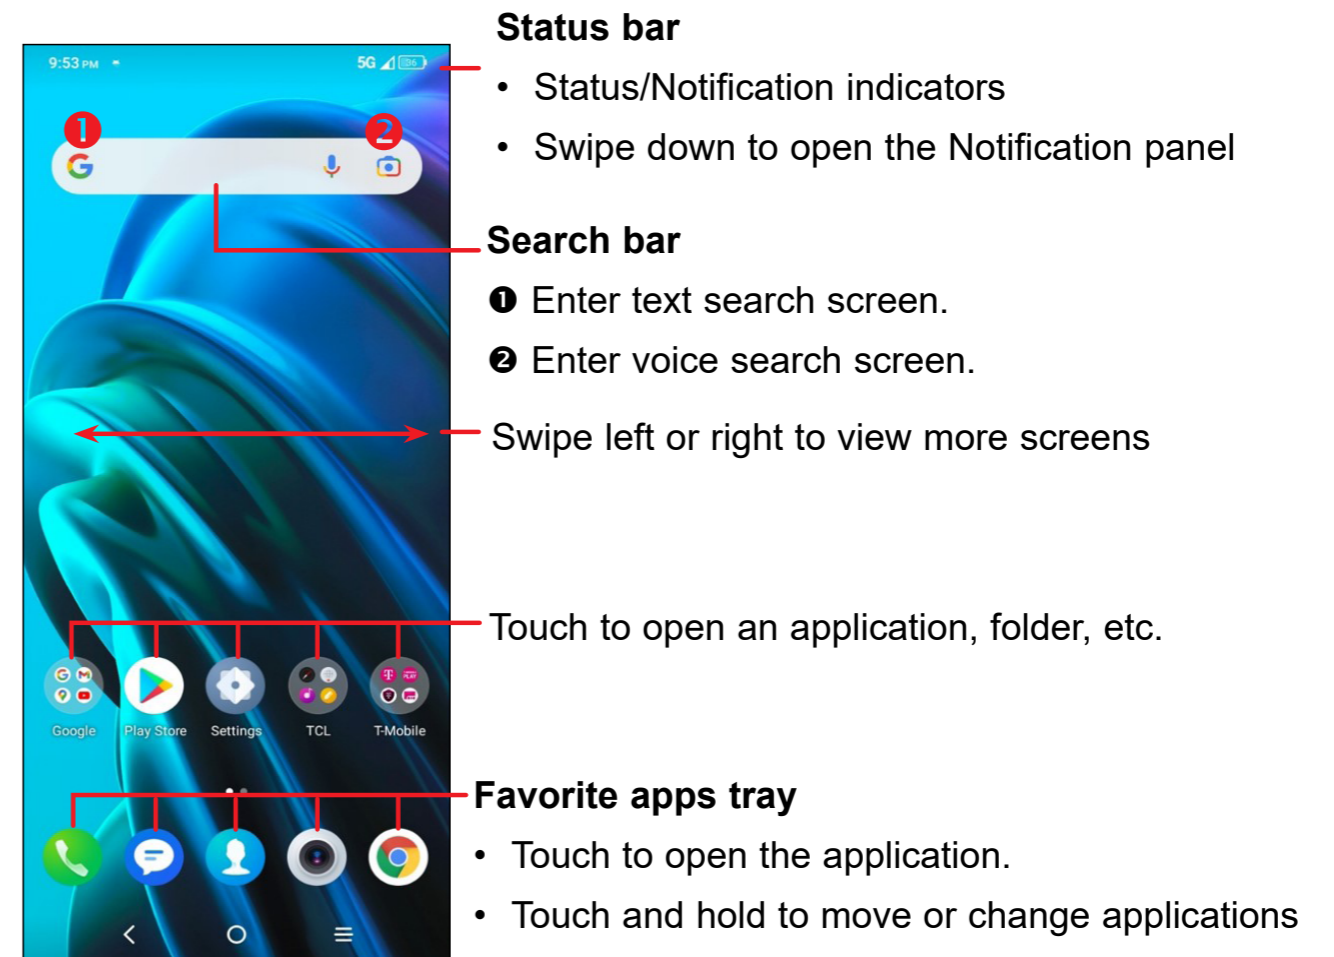 Status bar
9:53 PM
5G 36
• Status/Notification indicators
• Swipe down to open the Notification panel
❶ ❷
G
Search bar
❶ Enter text search screen.
❷ Enter voice search screen.
Swipe left or right to view more screens
Touch to open an application, folder, etc.
Google
Play Store
Settings
TCL
T-Mobile
Favorite apps tray
• Touch to open the application.
• Touch and hold to move or change applications